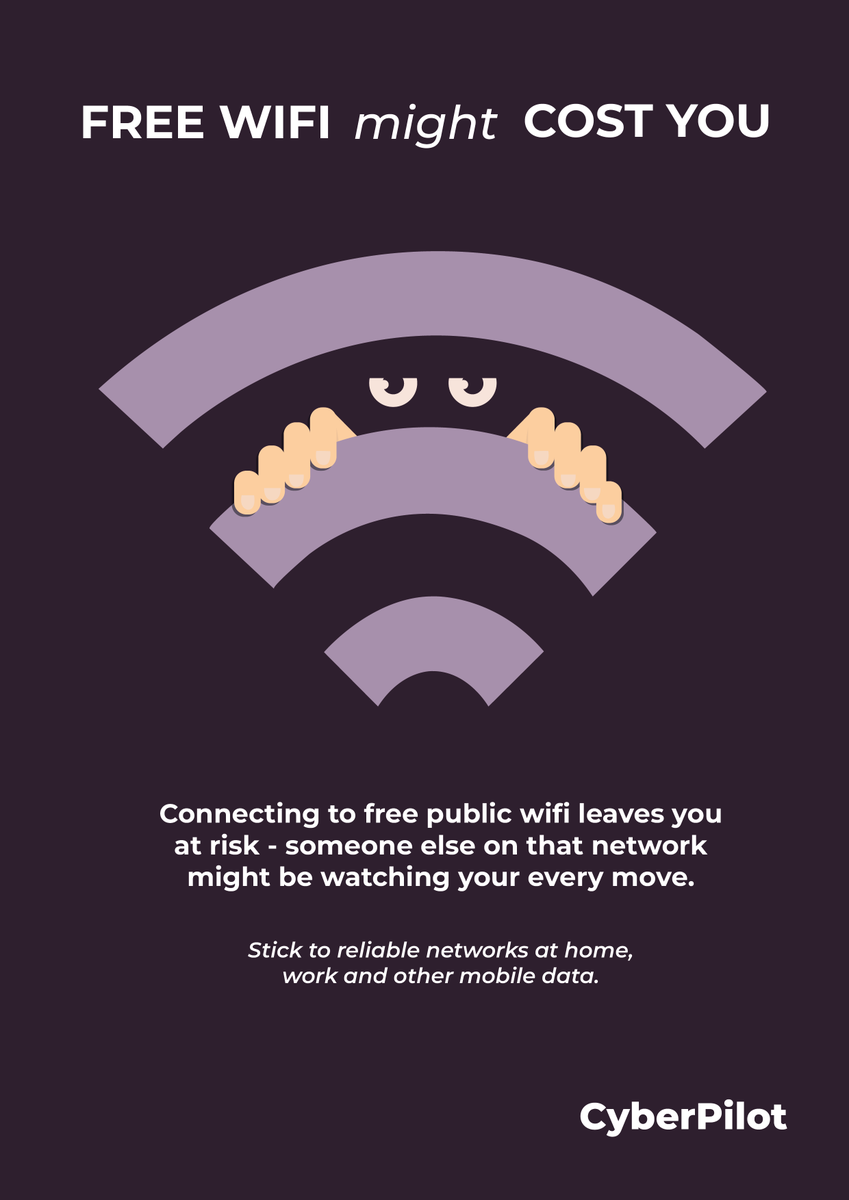 FREE WIFI might COST YOU
Connecting to free public wifi leaves you
at risk - someone else on that network
might be watching your every move.
Stick to reliable networks at home,
work and other mobile data.
CyberPilot